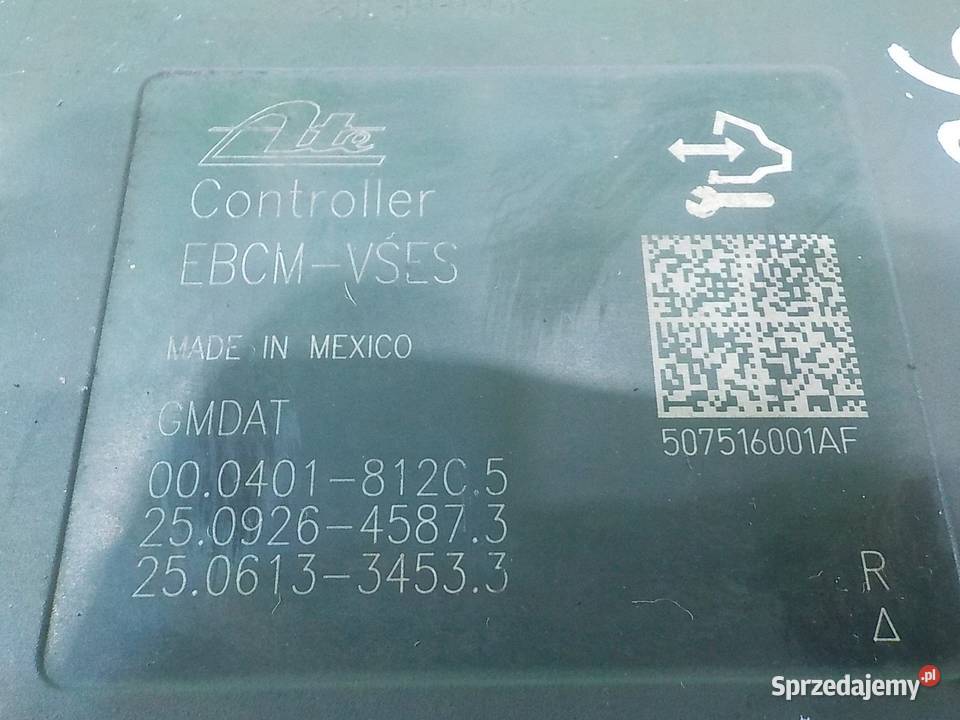 Ate
Controller
EBCM-VSES
MADE IN MEXICO
GMDAT
00.0401-812C.5
25.0926-4587.3
25.0613-3453.3
507516001AF
R
Sprzedajemy.pl